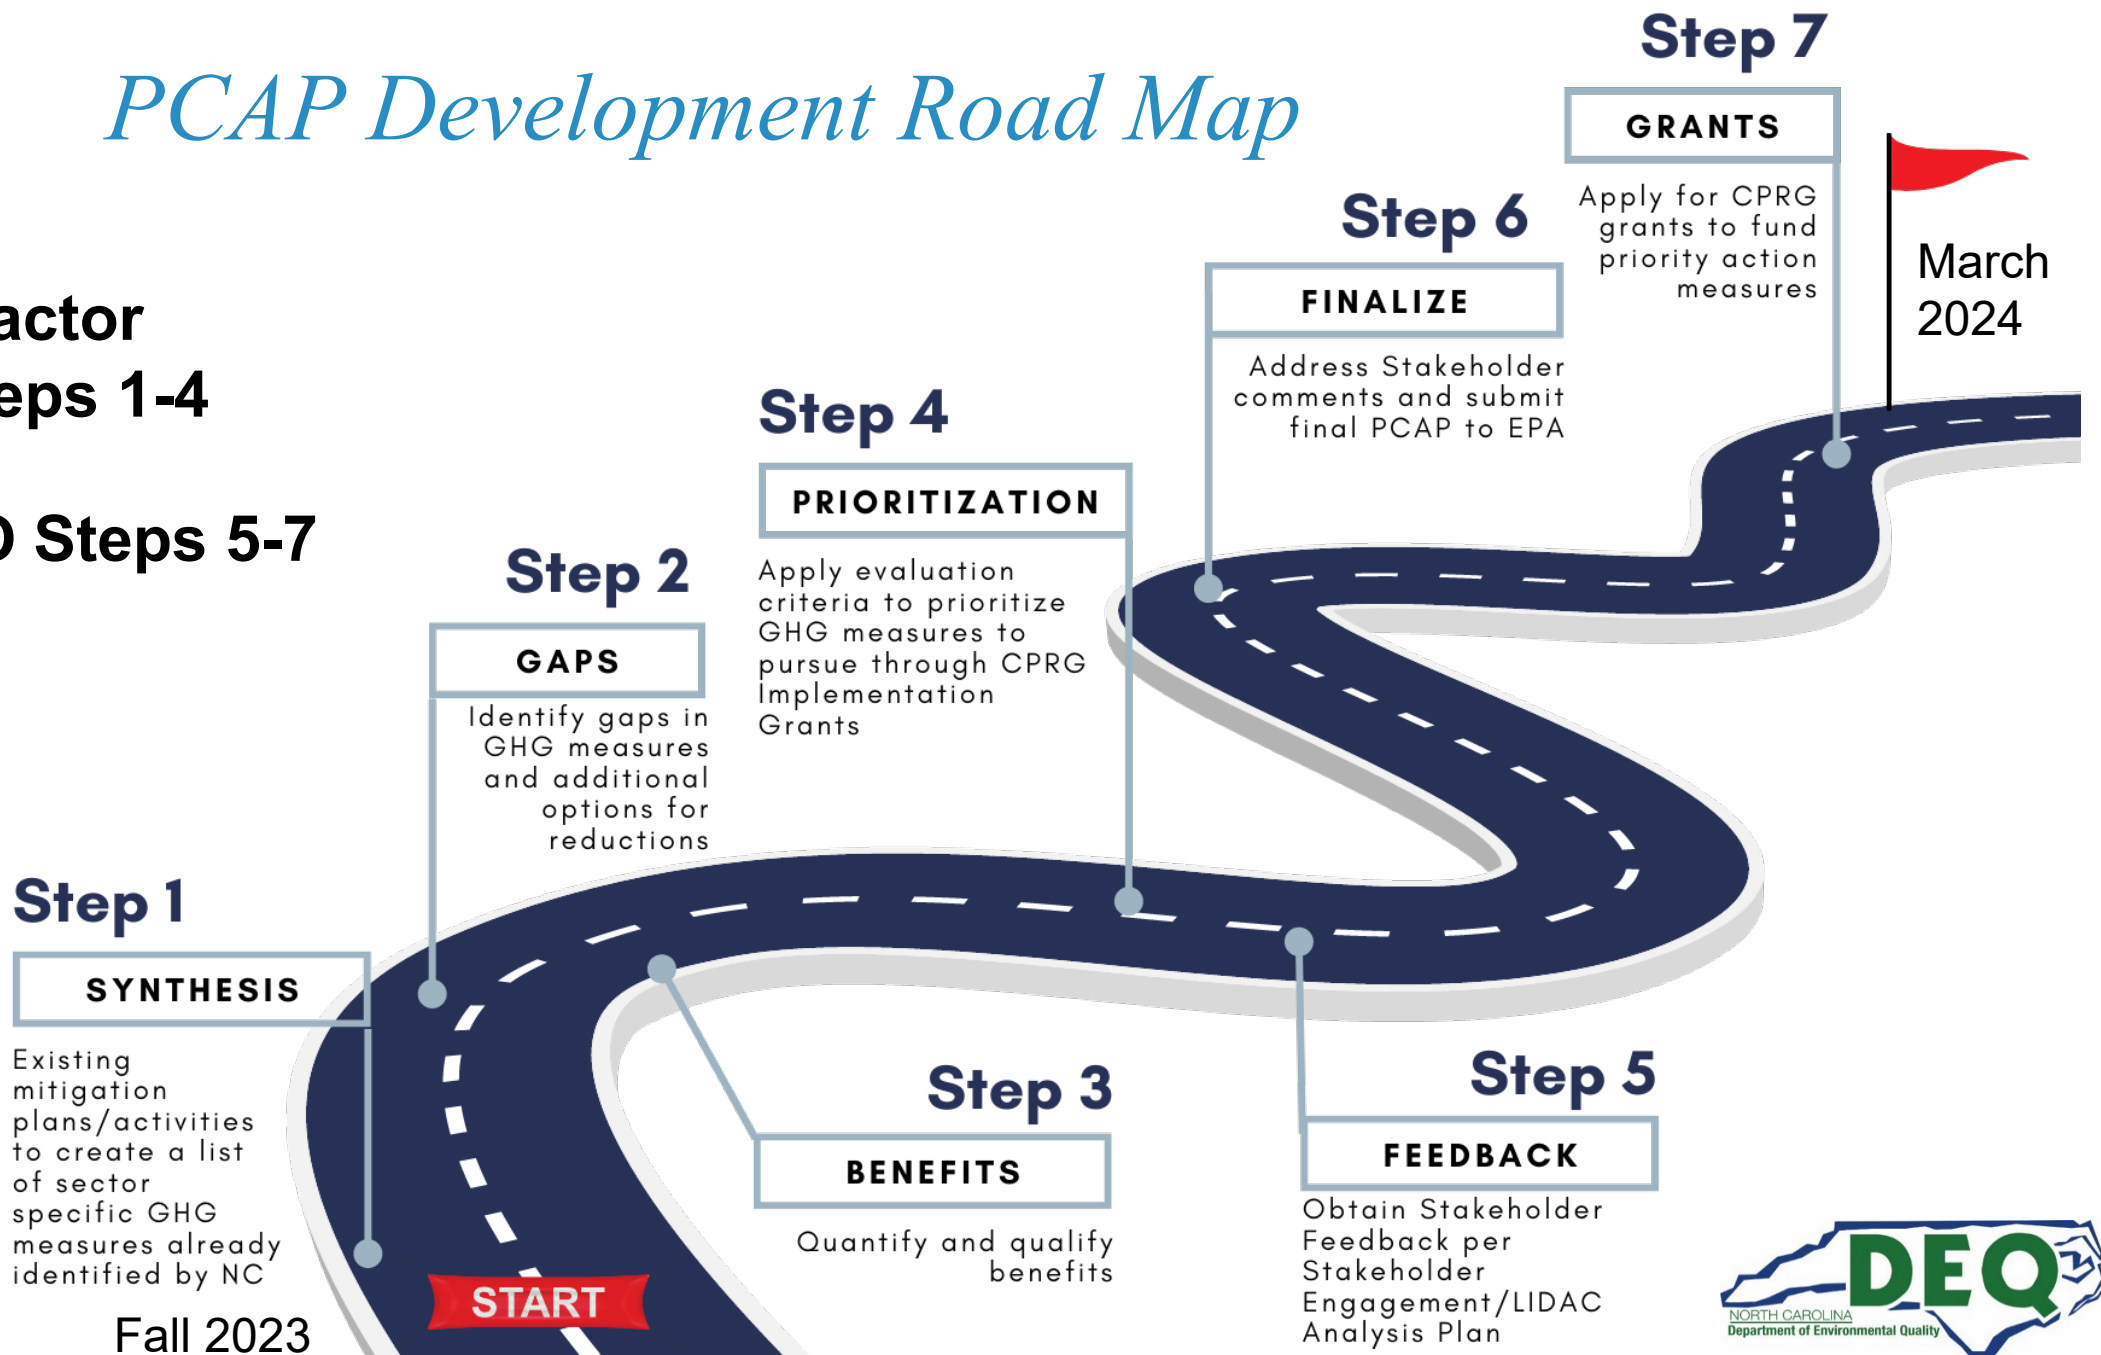 PCAP Development Road Map
actor
eps 1-4
Steps 5-7
Step 1
SYNTHESIS
Existing
mitigation
plans/activities
to create a list
of sector
specific GHG
measures already
identified by NC
Fall 2023
START
Step 2
GAPS
Identify gaps in
GHG measures
and additional
options for
reductions
Step 3
BENEFITS
Quantify and qualify
benefits
Step 4
PRIORITIZATION
Apply evaluation
criteria to prioritize
GHG measures to
pursue through CPRG
Implementation
Grants
Step 5
FEEDBACK
Obtain Stakeholder
Feedback per
Stakeholder
Engagement/LIDAC
Analysis Plan
Step 6
FINALIZE
Address Stakeholder
comments and submit
final PCAP to EPA
Step 7
GRANTS
Apply for CPRG
grants to fund
priority action
measures
March
2024
DEQ
NORTH CAROLINA
Department of Environmental Quality